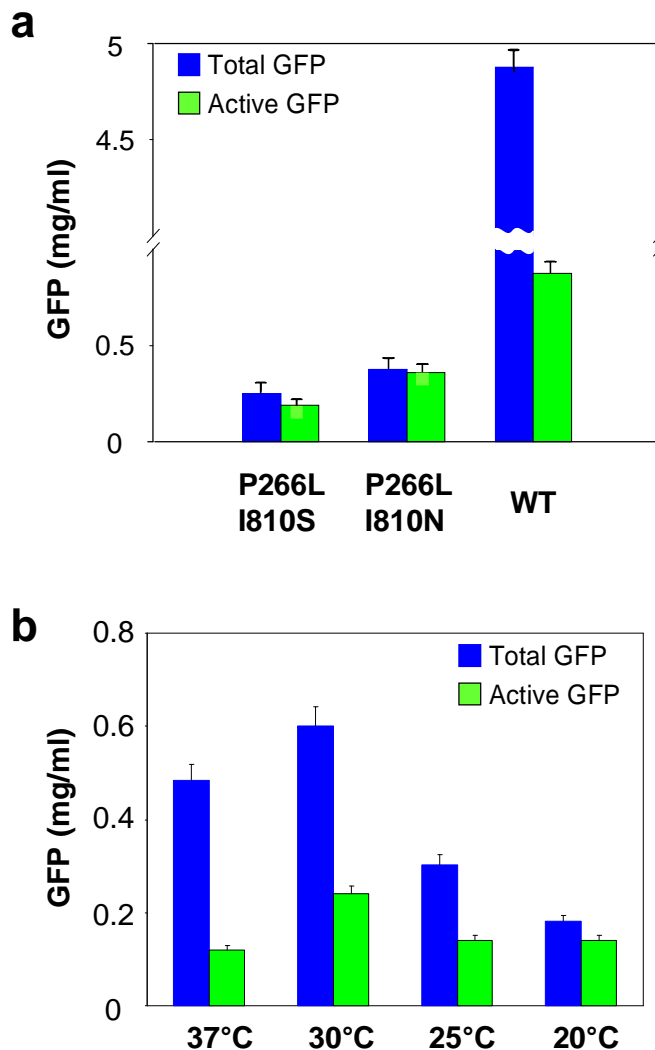 a
5
Total GFP
Active GFP
4.5
GFP (mg/ml)
0.5
0
P266L
I810S
P266L
I810N
WT
b
0.8
Total GFP
Active GFP
0.6
GFP (mg/ml)
0.4
0.2
0
37°C 30°C 25°C 20°C